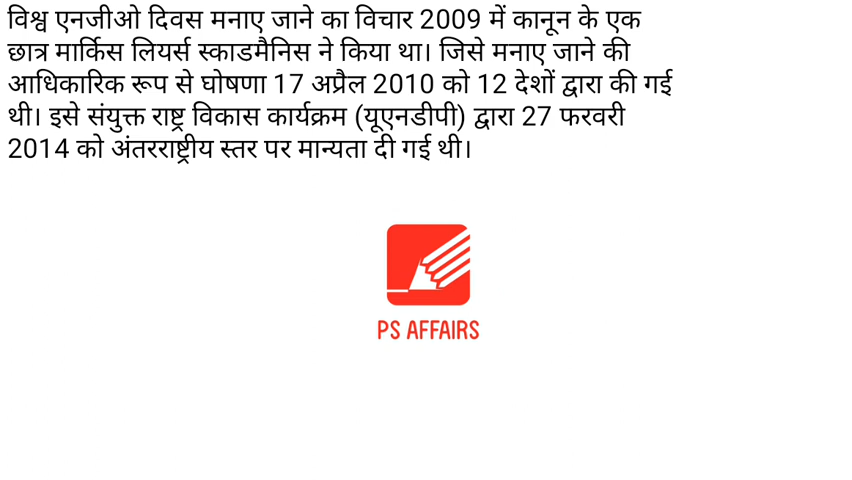 विश्व एनजीओ दिवस मनाए जाने का विचार 2009 में कानून के एक
छात्र मार्किस लियर्स स्काडमैनिस ने किया था। जिसे मनाए जाने की
आधिकारिक रूप से घोषणा 17 अप्रैल 2010 को 12 देशों द्वारा की गई
थी। इसे संयुक्त राष्ट्र विकास कार्यक्रम (यूएनडीपी) द्वारा 27 फरवरी
2014 को अंतरराष्ट्रीय स्तर पर मान्यता दी गई थी।
PS AFFAIRS